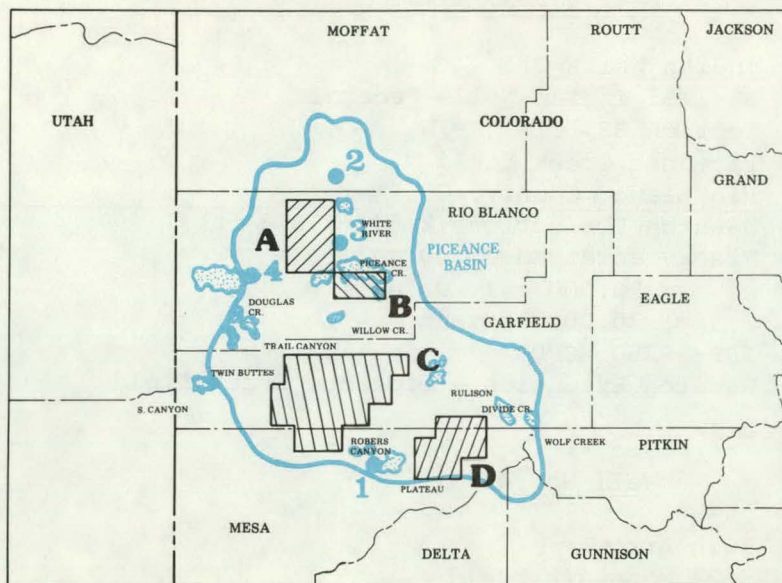 MOFFAT
ROUTT
JACKSON
UTAH
COLORADO
GRAND
2
RIO BLANCO
A
3
WHITE
RIVER
PICEANCE
BASIN
PICEANCE
CR.
4
B
EAGLE
DOUGLAS
CR.
GARFIELD
WILLOW CR.
TRAIL CANYON
C
TWIN BUTTES
RULISON
S. CANYON
DIVIDE CR.
ROBERS
CANYON
WOLF CREEK
PITKIN
D
1
PLATEAU
MESA
DELTA
GUNNISON